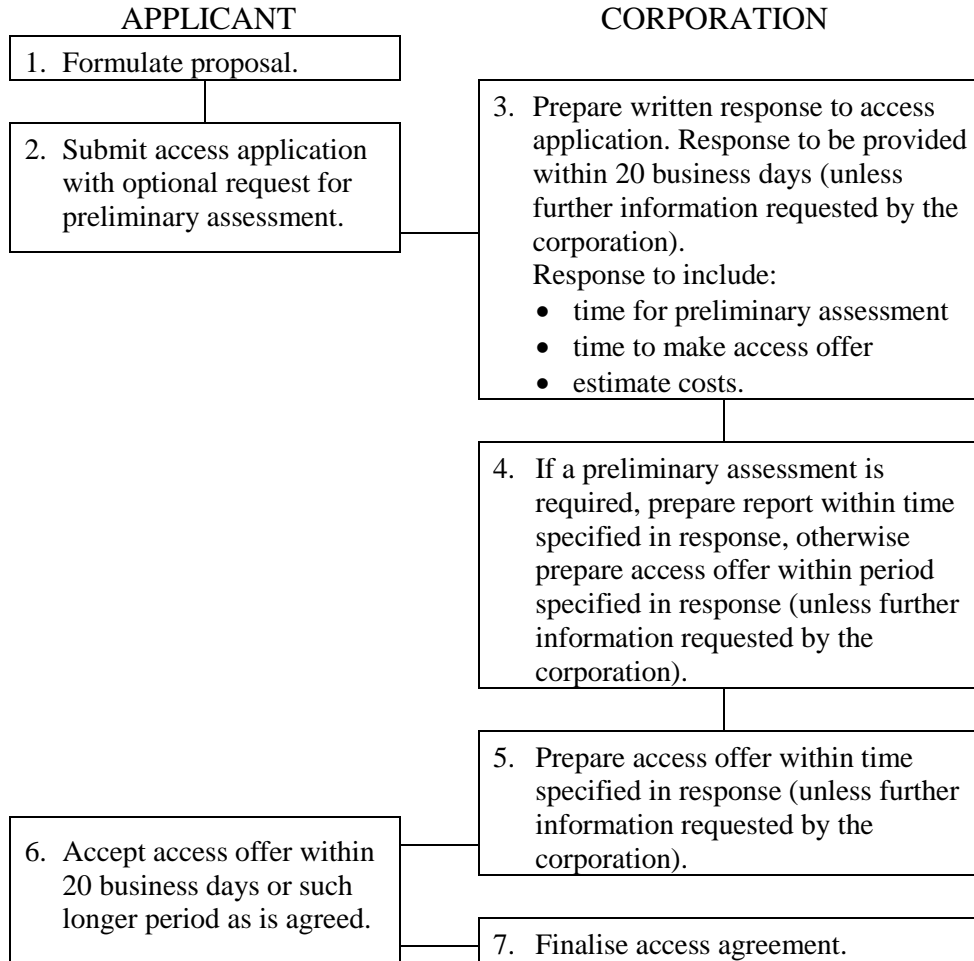 APPLICANT
CORPORATION
1. Formulate proposal.
2. Submit access application
with optional request for
preliminary assessment.
3. Prepare written response to access
application. Response to be provided
within 20 business days (unless
further information requested by the
corporation).
Response to include:
• time for preliminary assessment
• time to make access offer
• estimate costs.
4. If a preliminary assessment is
required, prepare report within time
specified in response, otherwise
prepare access offer within period
specified in response (unless further
information requested by the
corporation).
5. Prepare access offer within time
specified in response (unless further
information requested by the
corporation).
6. Accept access offer within
20 business days or such
longer period as is agreed.
7. Finalise access agreement.